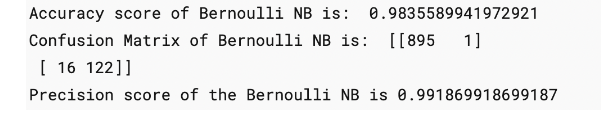 Accuracy score of Bernoulli NB is:  0.9835589941972921
Confusion Matrix of Bernoulli NB is:  [[895   1]
 [ 16 122]]
Precision score of the Bernoulli NB is 0.991869918699187